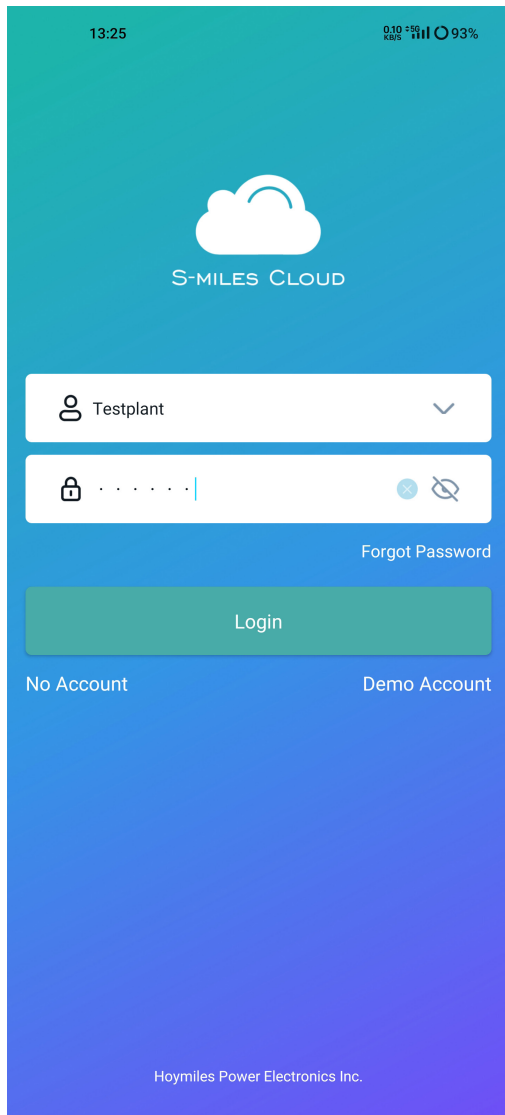 13:25 0.10 KB/S 5G 93%
S-MILES CLOUD
Testplant
······
Forgot Password
Login
No Account Demo Account
Hoymiles Power Electronics Inc.